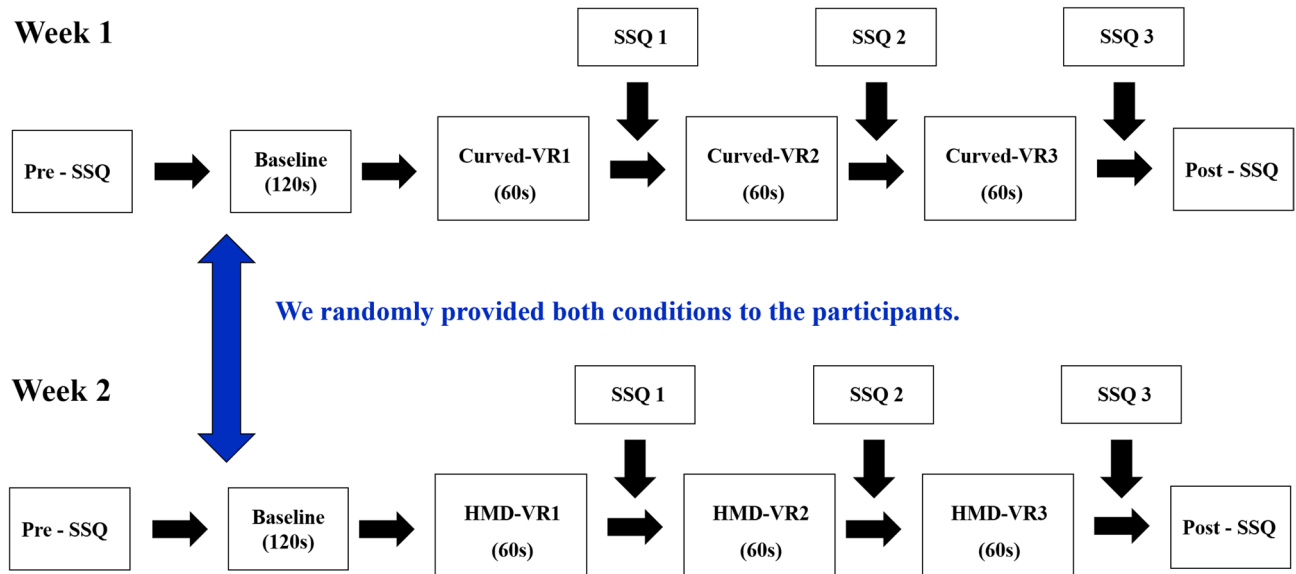 Week 1
SSQ 1
SSQ 2
SSQ 3
Pre - SSQ
Baseline
(120s)
Curved-VR1
(60s)
Curved-VR2
(60s)
Curved-VR3
(60s)
Post - SSQ
We randomly provided both conditions to the participants.
Week 2
SSQ 1
SSQ 2
SSQ 3
Pre - SSQ
Baseline
(120s)
HMD-VR1
(60s)
HMD-VR2
(60s)
HMD-VR3
(60s)
Post - SSQ